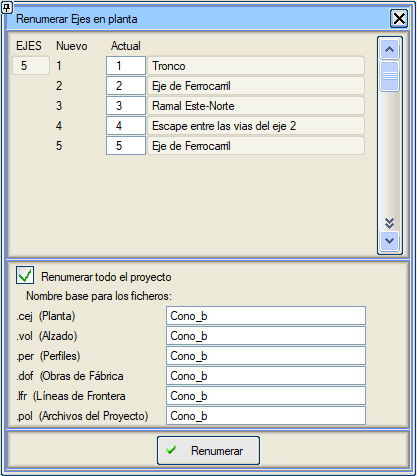 Renumerar Ejes en planta
EJES Nuevo Actual
5 1 1 Tronco
2 2 Eje de Ferrocarril
3 3 Ramal Este-Norte
4 4 Escape entre las vias del eje 2
5 5 Eje de Ferrocarril
Renumerar todo el proyecto
Nombre base para los ficheros:
.cej (Planta) Cono_b
.vol (Alzado) Cono_b
.per (Perfiles) Cono_b
.dof (Obras de Fábrica Cono_b
.lfr (Líneas de Frontera Cono_b
.pol (Archivos del Proyecto) Cono_b
Renumerar